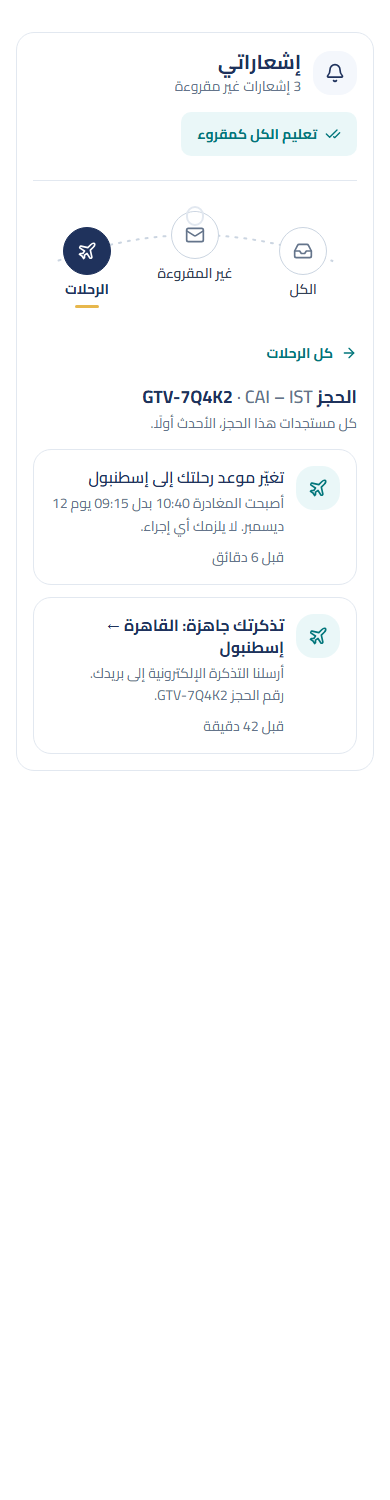 إشعاراتي
3 إشعارات غير مقروءة
تعليم الكل كمقروء
الكل
غير المقروءة
الرحلات
كل الرحلات
الحجز GTV-7Q4K2 · CAI – IST
كل مستجدات هذا الحجز، الأحدث أولًا.
تغيّر موعد رحلتك إلى إسطنبول
أصبحت المغادرة 10:40 بدل 09:15 يوم 12
ديسمبر. لا يلزمك أي إجراء.
قبل 6 دقائق
تذكرتك جاهزة: القاهرة ←
إسطنبول
أرسلنا التذكرة الإلكترونية إلى بريدك.
رقم الحجز GTV-7Q4K2.
قبل 42 دقيقة